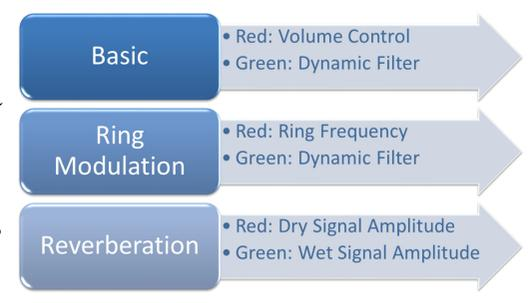 Basic
• Red: Volume Control
• Green: Dynamic Filter
Ring
Modulation
• Red: Ring Frequency
• Green: Dynamic Filter
Reverberation
• Red: Dry Signal Amplitude
• Green: Wet Signal Amplitude